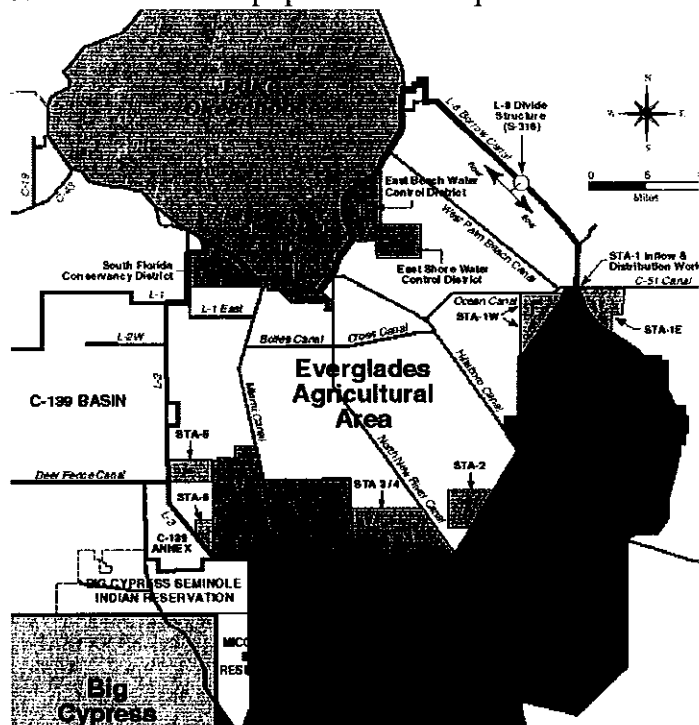 L-8 Divide
Structure
(S-316)
L-8 Borrow Canal
N
E
S
0
5
Miles
C-19
East Beach Water
Control District
West Palm Beach Canal
South Florida
Conservancy District
East Shore Water
Control District
STA-1 Inflow &
Distribution Work
C-51 Canal
L-1
L-1 East
Ocean Canal
STA-1W
STA-1E
L-2W
Bolles Canal
Cross Canal
Hillsboro Canal
L-2
Everglades
Agricultural
Area
C-139 BASIN
Miami Canal
North New River Canal
STA-5
STA-2
Deer Fence Canal
STA 3/4
STA-6
L-3
C-139
ANNEX
BIG CYPRESS SEMINOLE
INDIAN RESERVATION
MICC
RES
Big
Cypress